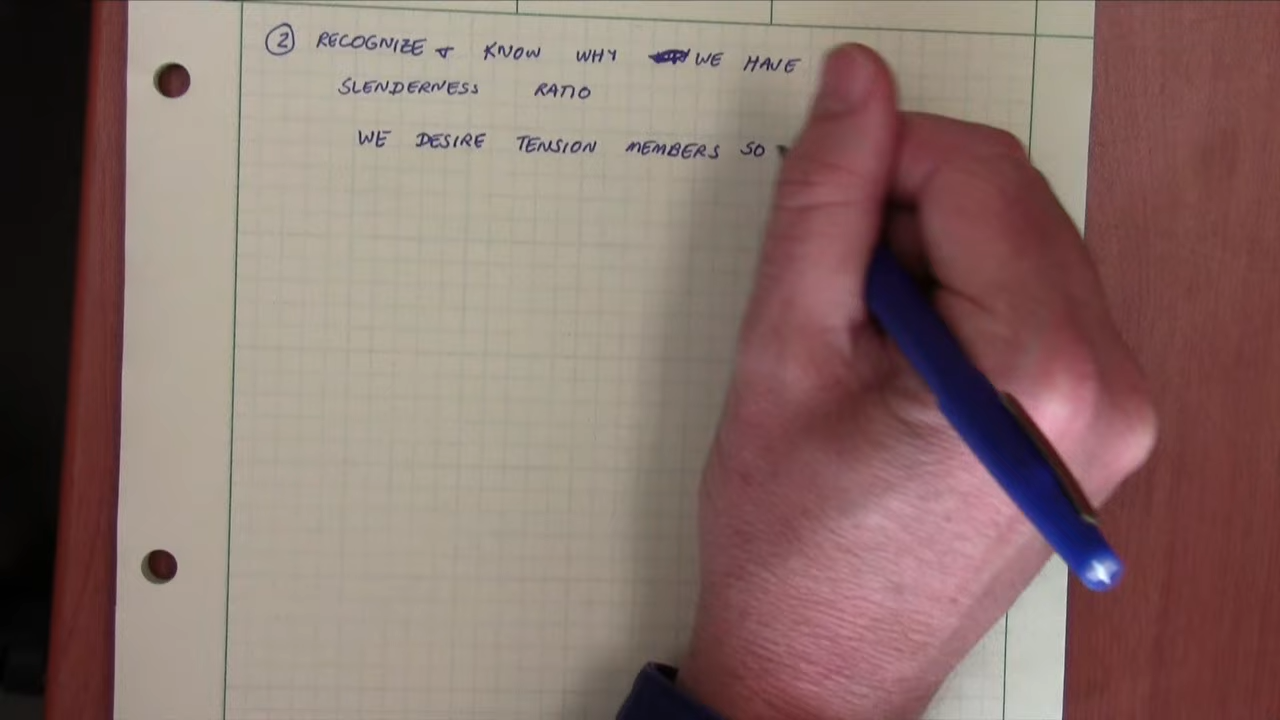 ② RECOGNIZE & KNOW WHY WE HAVE
SLENDERNESS RATIO
WE DESIRE TENSION MEMBERS SO